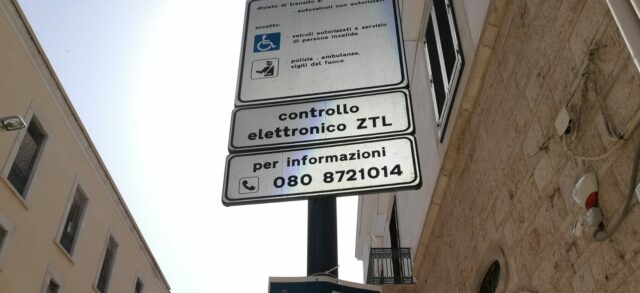 divieto di transito a:
- autoveicoli non autorizzati
eccetto:
- veicoli autorizzati a servizio
di persone invalide
- polizia, ambulanze,
vigili del fuoco
controllo
elettronico ZTL
per informazioni
080 8721014